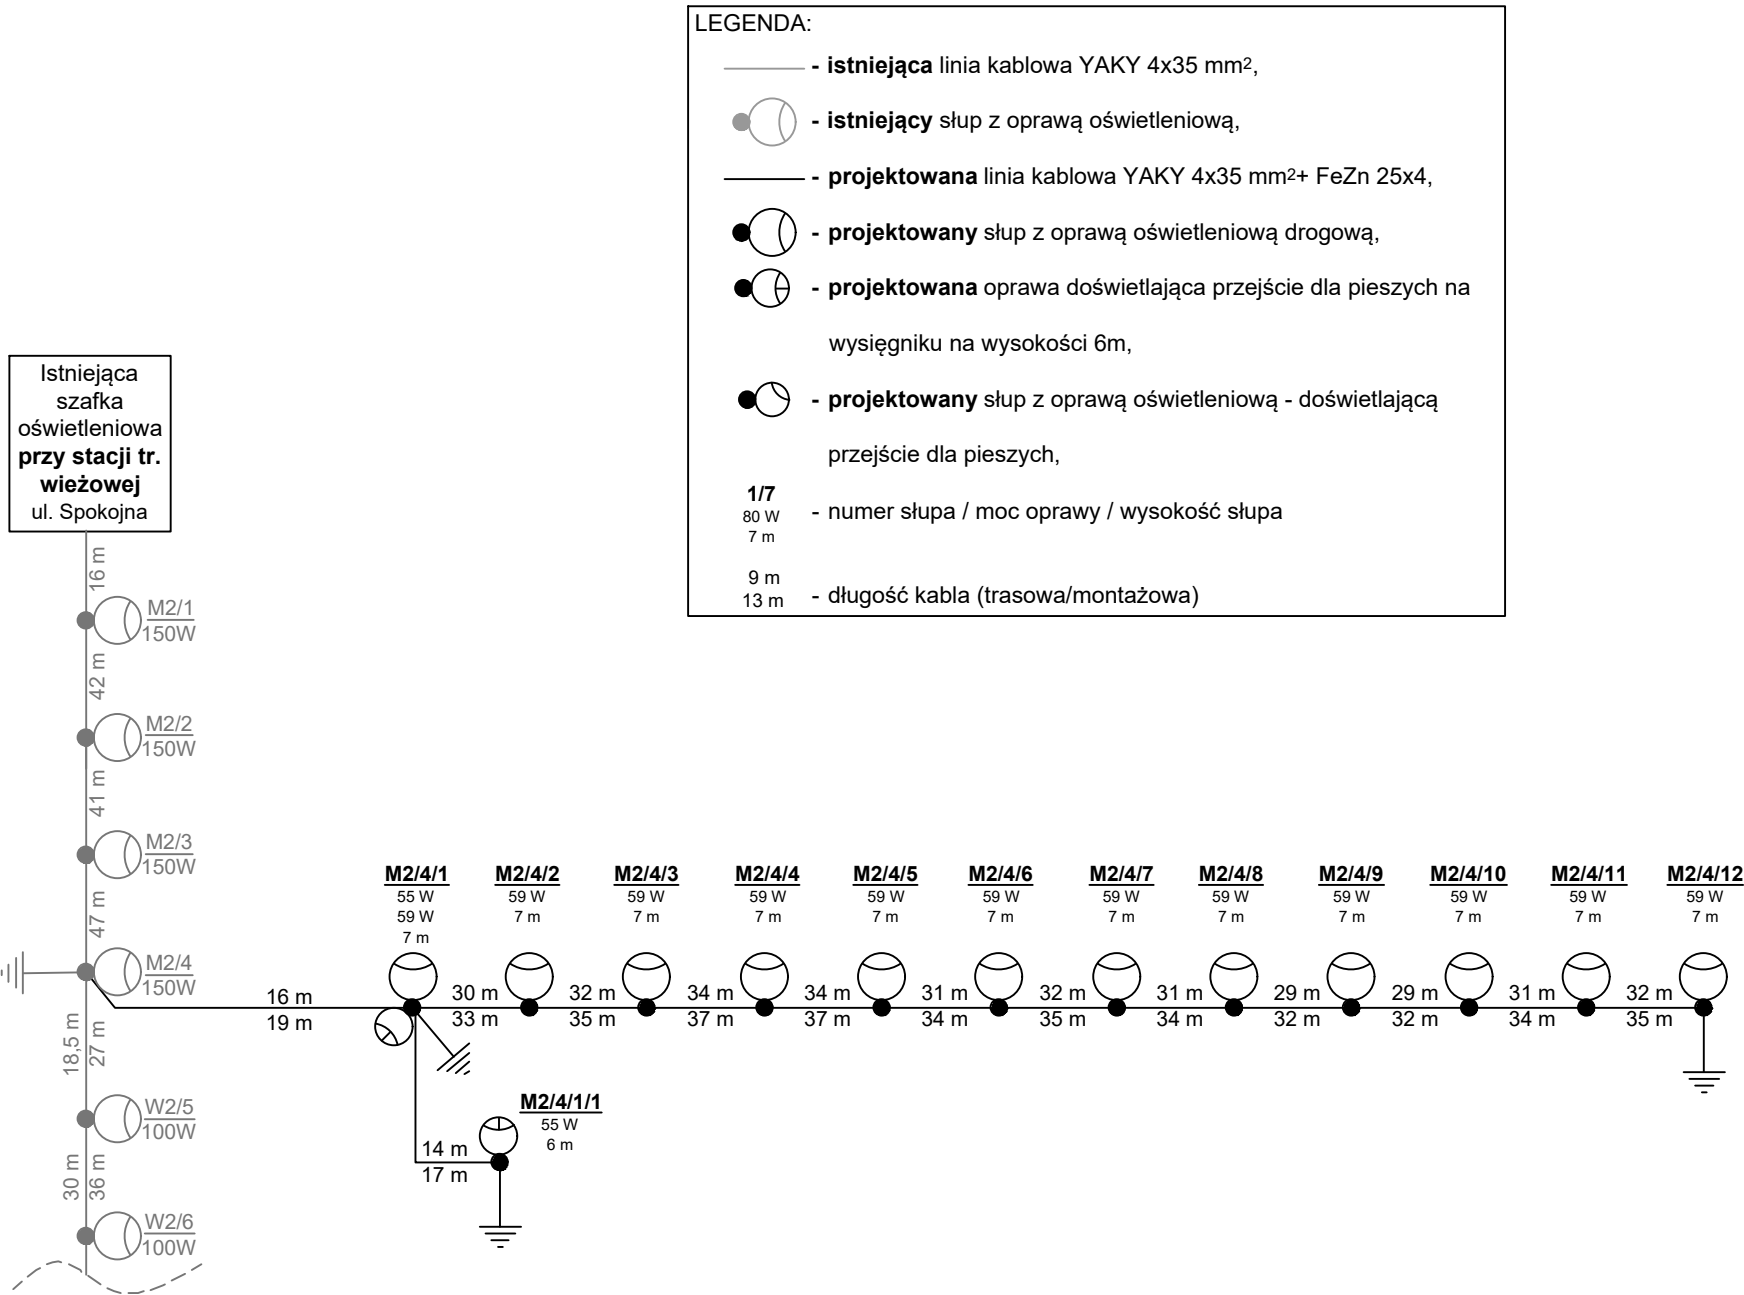 LEGENDA:
- istniejąca linia kablowa YAKY 4x35 mm²,
- istniejący słup z oprawą oświetleniową,
- projektowana linia kablowa YAKY 4x35 mm²+ FeZn 25x4,
- projektowany słup z oprawą oświetleniową drogową,
- projektowana oprawa doświetlająca przejście dla pieszych na
wysięgniku na wysokości 6m,
- projektowany słup z oprawą oświetleniową - doświetlającą
przejście dla pieszych,
1/7
80 W
7 m
- numer słupa / moc oprawy / wysokość słupa
9 m
13 m
- długość kabla (trasowa/montażowa)
Istniejąca
szafka
oświetleniowa
przy stacji tr.
wieżowej
ul. Spokojna
16 m
M2/1
150W
42 m
M2/2
150W
41 m
M2/3
150W
47 m
M2/4
150W
18,5 m
27 m
W2/5
100W
30 m
36 m
W2/6
100W
16 m
19 m
M2/4/1
55 W
59 W
7 m
30 m
33 m
M2/4/2
59 W
7 m
32 m
35 m
M2/4/3
59 W
7 m
34 m
37 m
M2/4/4
59 W
7 m
34 m
37 m
M2/4/5
59 W
7 m
31 m
34 m
M2/4/6
59 W
7 m
32 m
35 m
M2/4/7
59 W
7 m
31 m
34 m
M2/4/8
59 W
7 m
29 m
32 m
M2/4/9
59 W
7 m
29 m
32 m
M2/4/10
59 W
7 m
31 m
34 m
M2/4/11
59 W
7 m
32 m
35 m
M2/4/12
59 W
7 m
14 m
17 m
M2/4/1/1
55 W
6 m